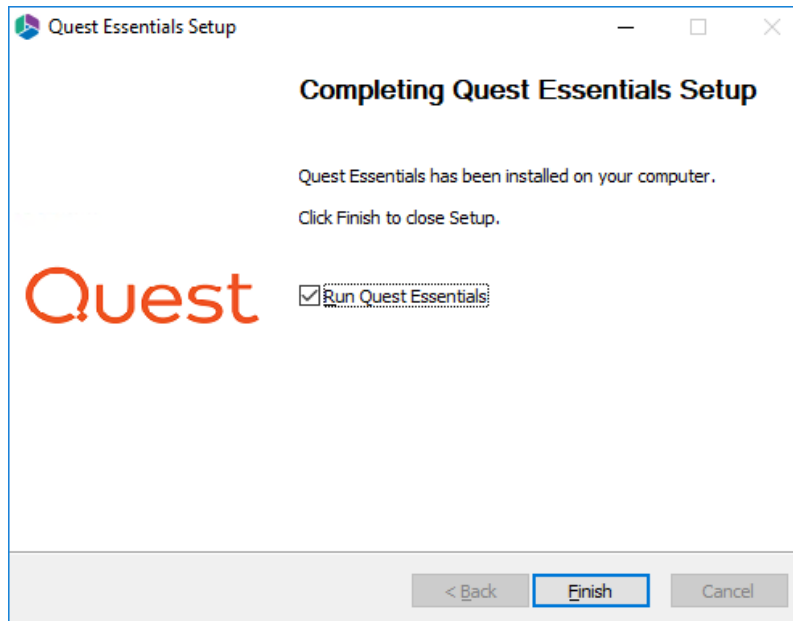 Quest Essentials Setup
Completing Quest Essentials Setup
Quest Essentials has been installed on your computer.
Click Finish to close Setup.
Quest
Run Quest Essentials
< Back
Finish
Cancel